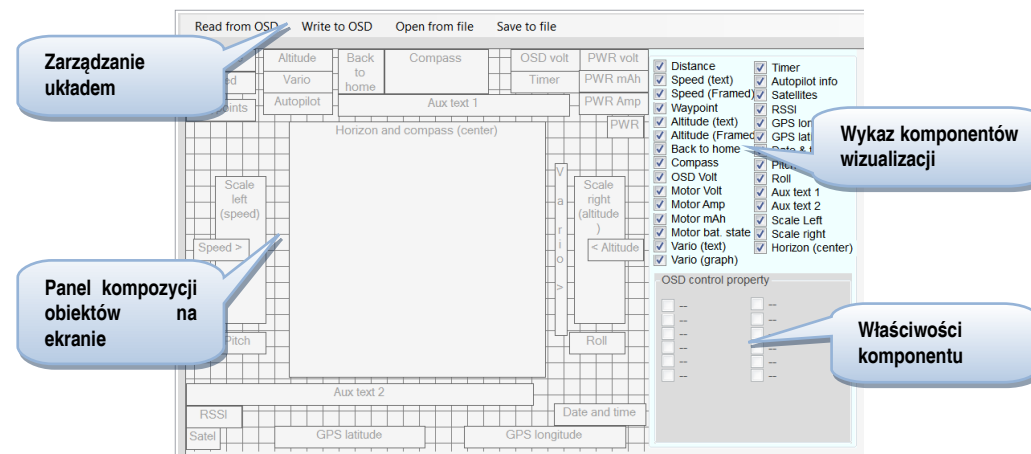 Read from OSD Write to OSD Open from file Save to file
Zarządzanie
układem
Altitude
Back
to
home
Compass
OSD volt
PWR volt
Vario
Timer
PWR mAh
Autopilot
Aux text 1
PWR Amp
PWR
Horizon and compass (center)
Scale
left
(speed)
Speed >
V
a
r
i
o
>
Scale
right
(altitude
)
< Altitude
Panel kompozycji
obiektów na
ekranie
Pitch
Roll
Aux text 2
RSSI
Date and time
Satel
GPS latitude
GPS longitude
Distance
Speed (text)
Speed (Framed)
Waypoint
Altitude (text)
Altitude (Framed
Back to home
Compass
OSD Volt
Motor Volt
Motor Amp
Motor mAh
Motor bat. state
Vario (text)
Vario (graph)
Timer
Autopilot info
Satellites
RSSI
GPS lon
GPS lati
Date & t
Pitch
Roll
Aux text 1
Aux text 2
Scale Left
Scale right
Horizon (center)
Wykaz komponentów
wizualizacji
OSD control property
-- --
-- --
-- --
-- --
-- --
-- --
Właściwości
komponentu